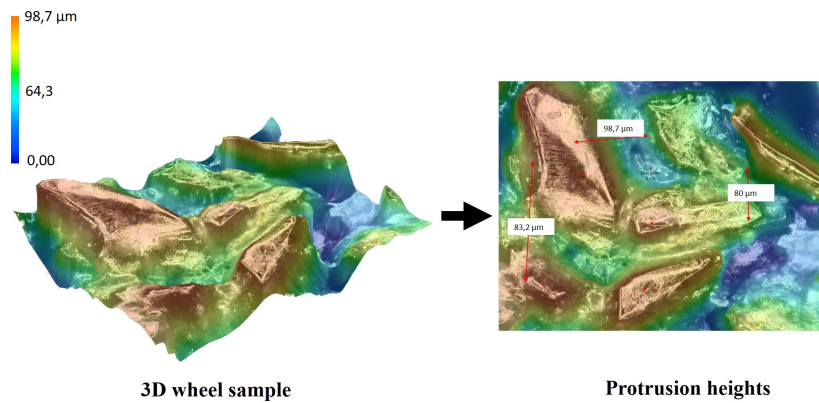 98,7 µm
64,3
0,00
98,7 µm
80 µm
83,2 µm
3D wheel sample
Protrusion heights